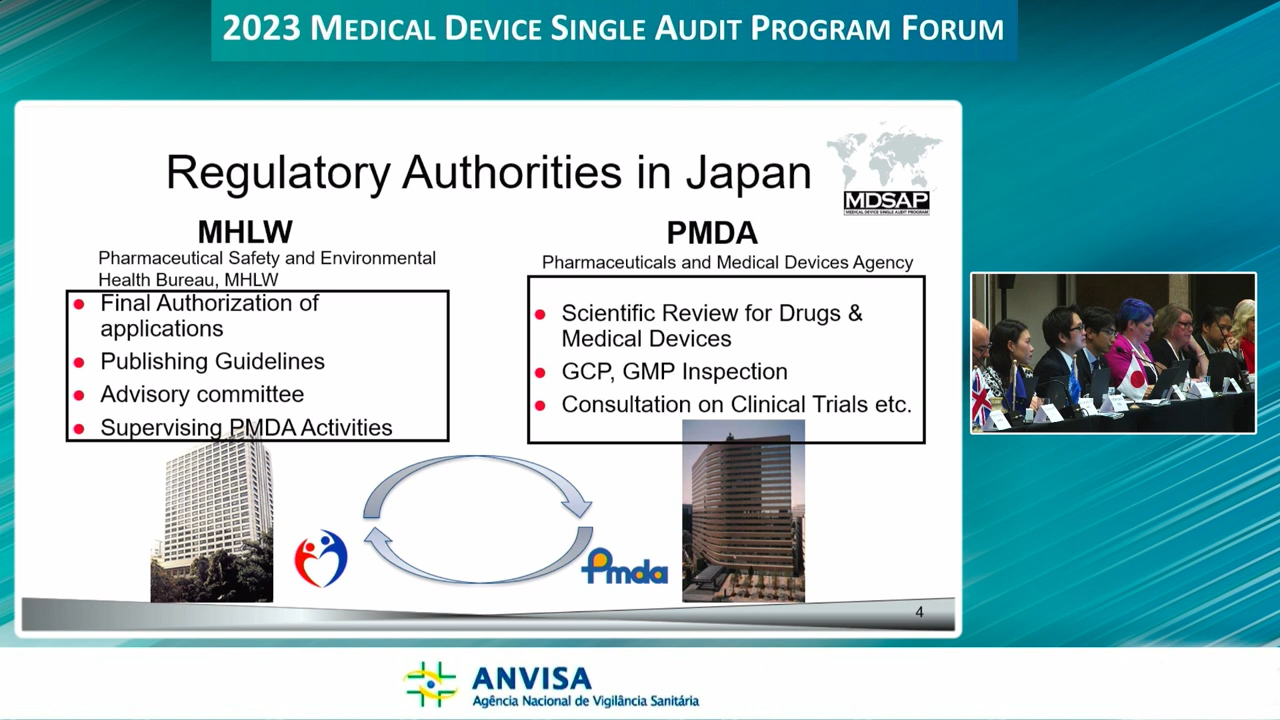 2023 MEDICAL DEVICE SINGLE AUDIT PROGRAM FORUM
Regulatory Authorities in Japan
MDSAP
MEDICAL DEVICE SINGLE AUDIT PROGRAM
MHLW
Pharmaceutical Safety and Environmental
Health Bureau, MHLW
Final Authorization of
applications
Publishing Guidelines
Advisory committee
Supervising PMDA Activities
PMDA
Pharmaceuticals and Medical Devices Agency
Scientific Review for Drugs &
Medical Devices
GCP, GMP Inspection
Consultation on Clinical Trials etc.
Pmda
4
ANVISA
Agência Nacional de Vigilância Sanitária